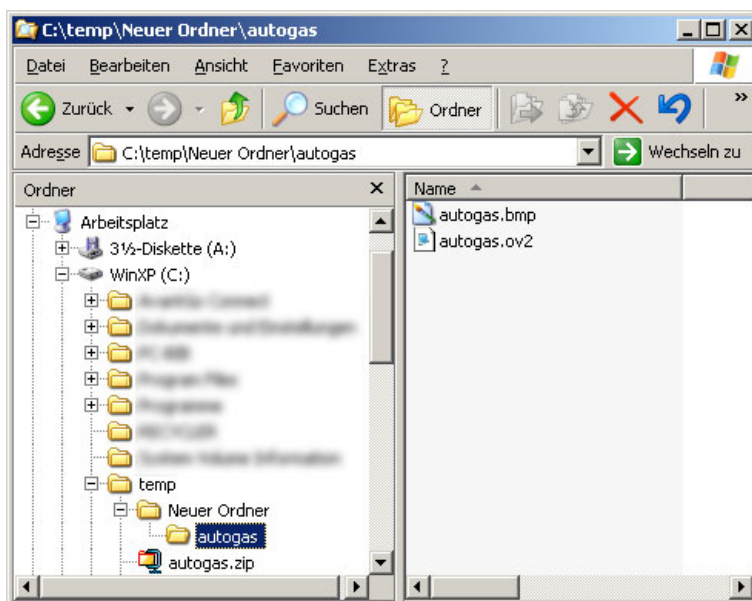 C:\temp\Neuer Ordner\autogas
Datei Bearbeiten Ansicht Favoriten Extras ?
Zurück Suchen Ordner »
Adresse C:\temp\Neuer Ordner\autogas Wechseln zu
Ordner
Arbeitsplatz
3½-Diskette (A:)
WinXP (C:)
temp
Neuer Ordner
autogas
autogas.zip
Name
autogas.bmp
autogas.ov2